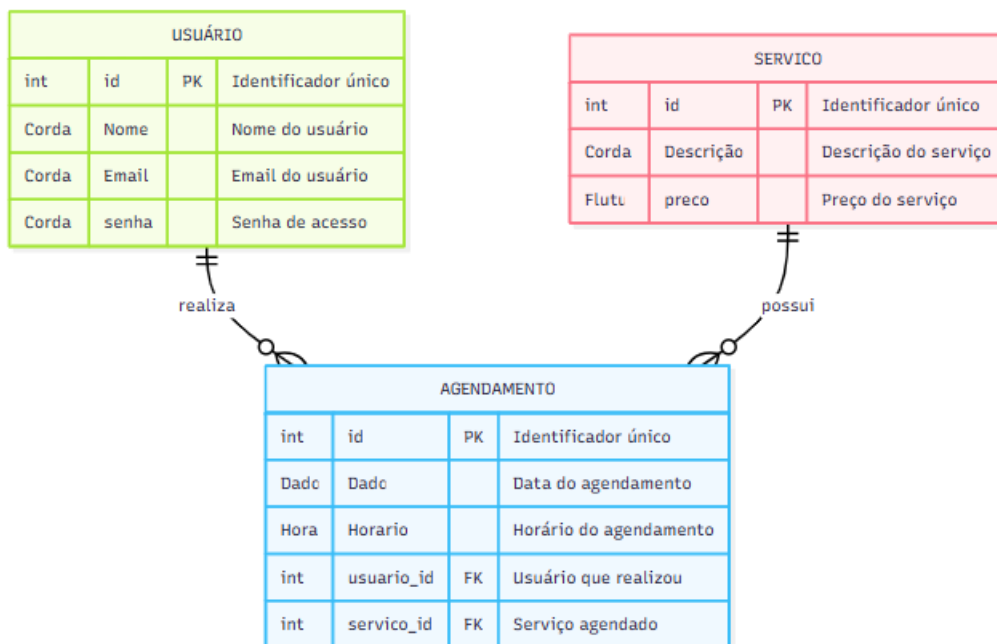 USUÁRIO
int id PK Identificador único
Corda Nome Nome do usuário
Corda Email Email do usuário
Corda senha Senha de acesso
SERVICO
int id PK Identificador único
Corda Descrição Descrição do serviço
Flutu preco Preço do serviço
realiza
possui
AGENDAMENTO
int id PK Identificador único
Dado Dado Data do agendamento
Hora Horario Horário do agendamento
int usuario_id FK Usuário que realizou
int servico_id FK Serviço agendado